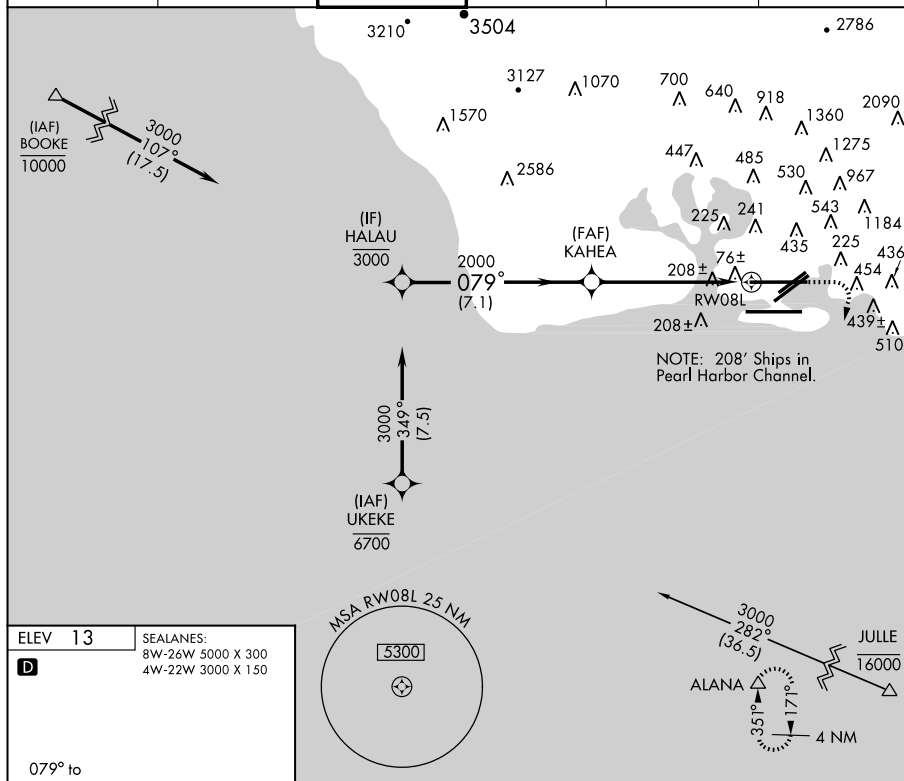 3210
3504
2786
3127
1070
700
640
918
2090
1570
1360
(IAF)
BOOKE
10000
3000
107°
(17.5)
447
485
1275
2586
530
967
(IF)
HALAU
3000
(FAF)
KAHEA
225
241
435
543
1184
225
436
2000
079°
(7.1)
208±
76±
RW08L
454
208±
439±
510
NOTE: 208' Ships in
Pearl Harbor Channel.
3000
349°
(7.5)
(IAF)
UKEKE
6700
MSA RW08L 25 NM
5300
3000
282°
(36.5)
JULLE
16000
ALANA
351°
171°
4 NM
ELEV 13
D
SEALANES:
8W-26W 5000 X 300
4W-22W 3000 X 150
079° to